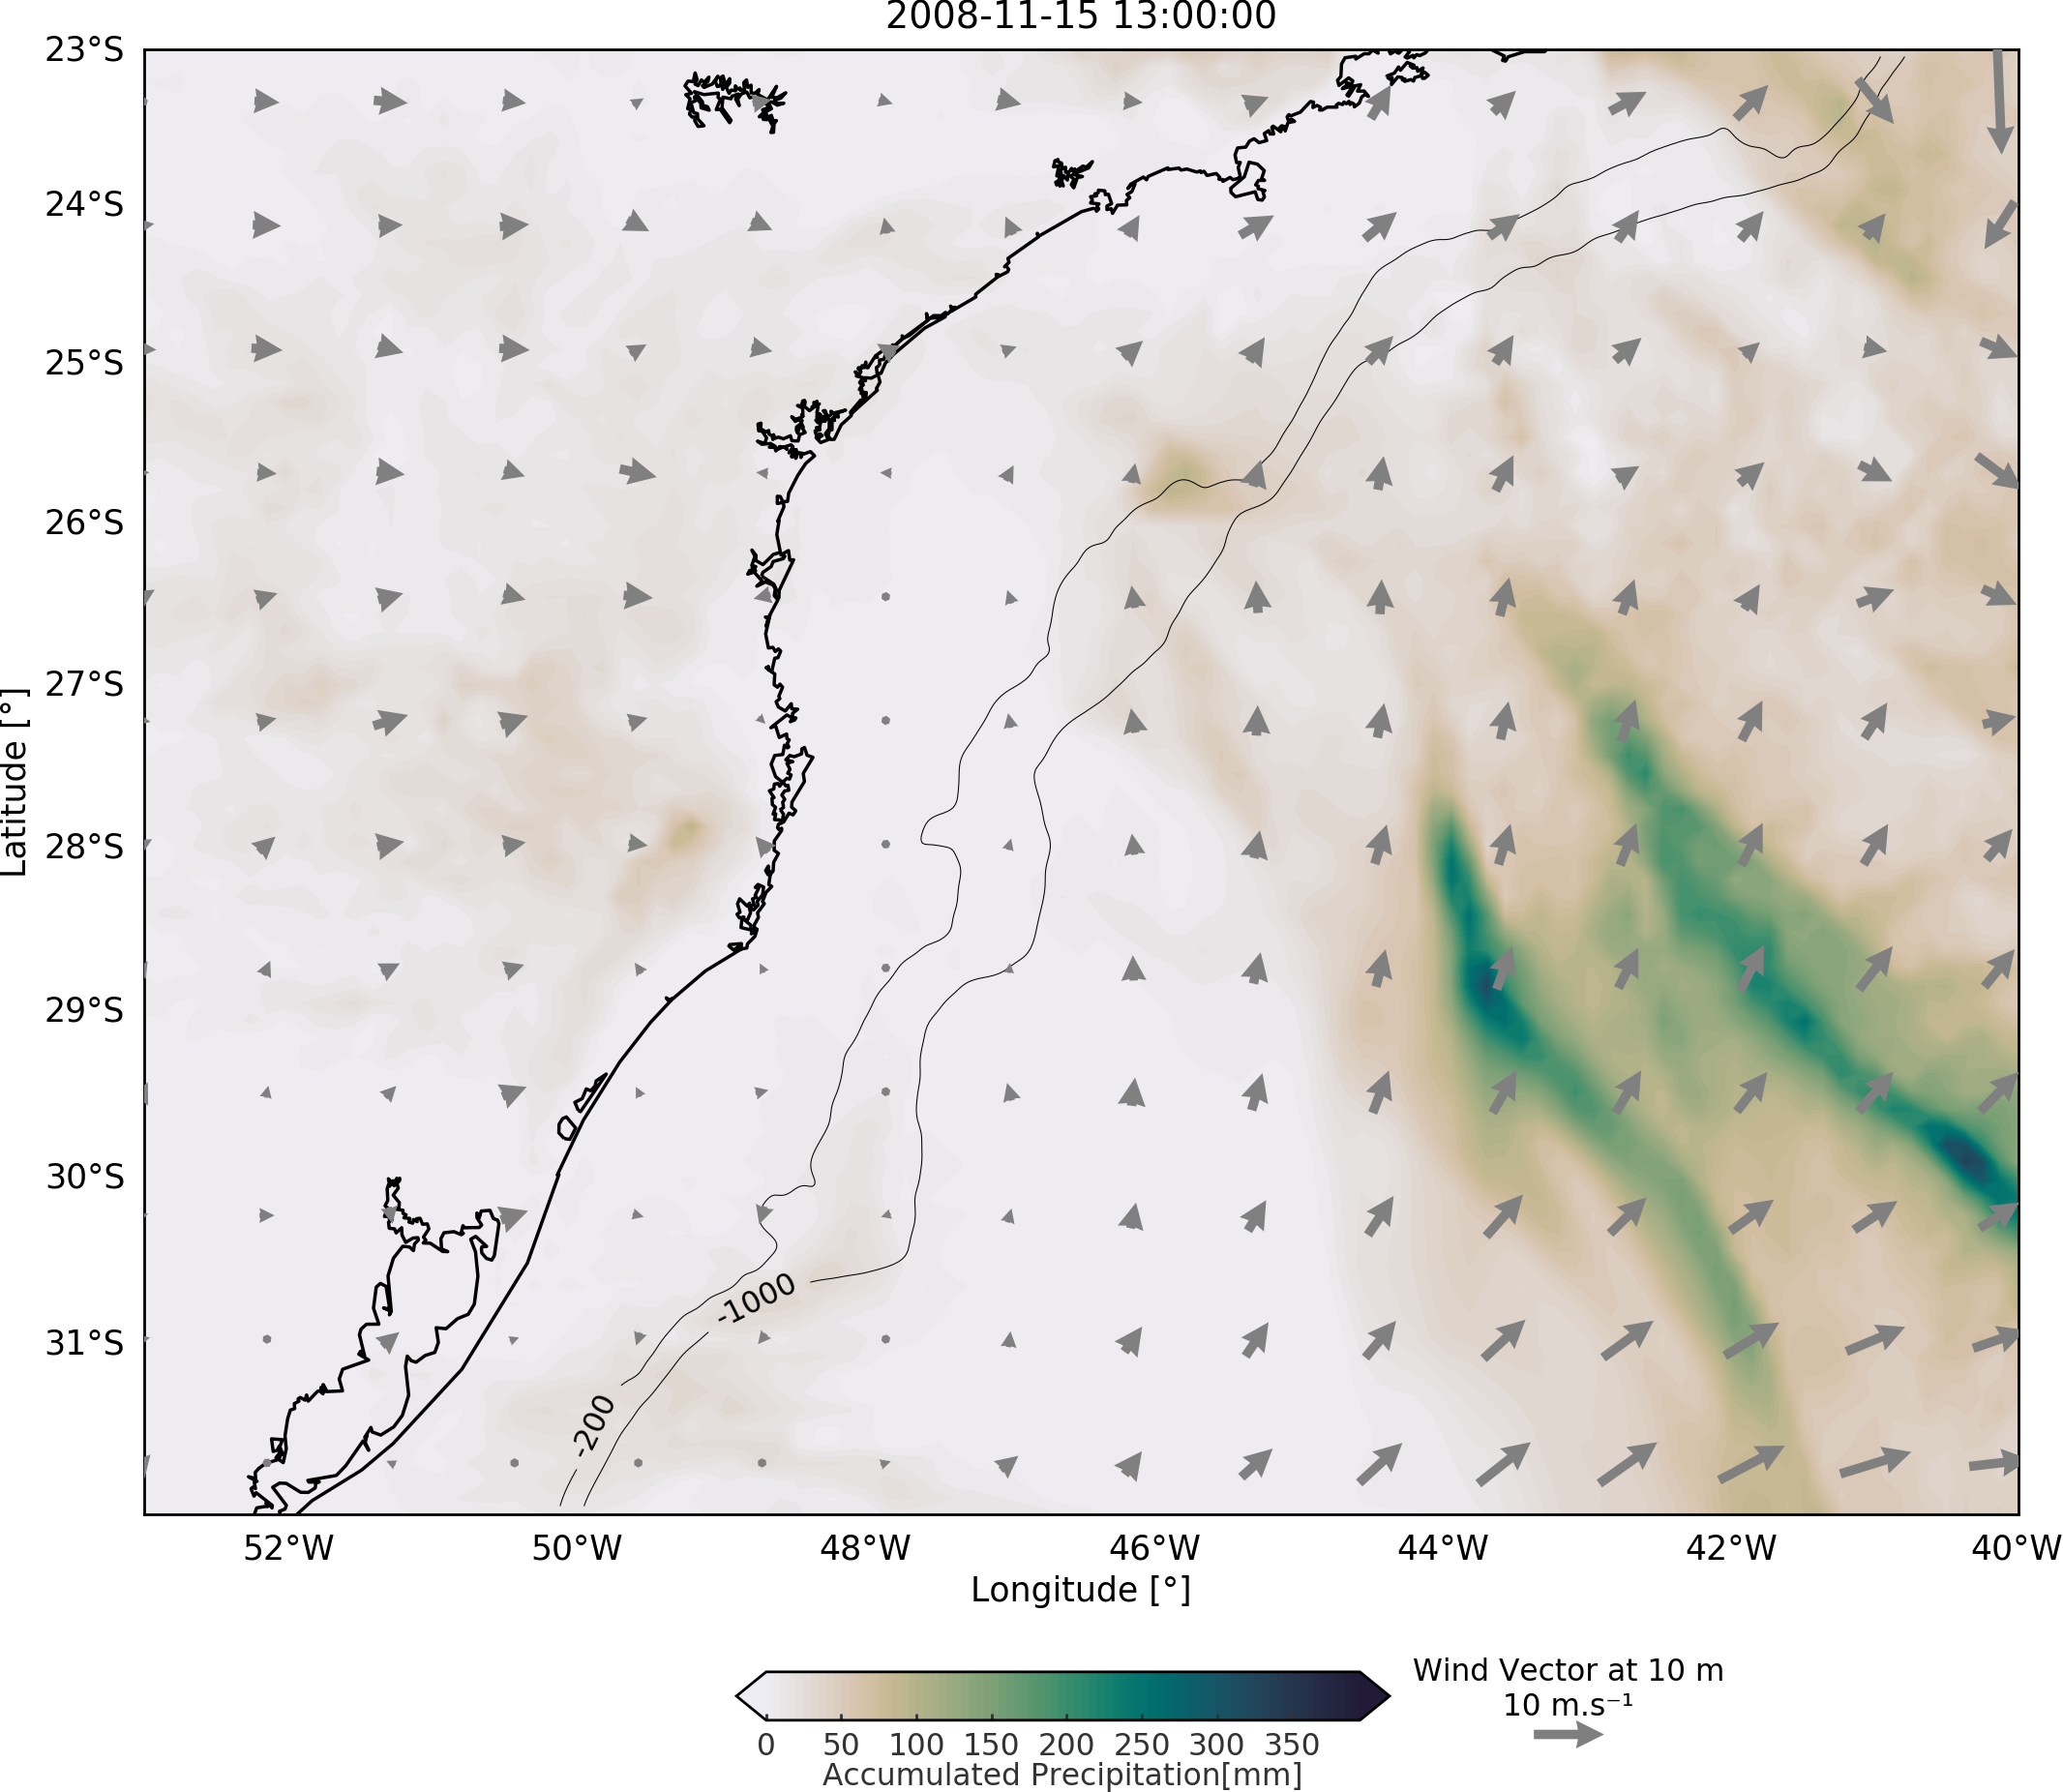 2008-11-15 13:00:00
23°S
24°S
25°S
26°S
27°S
28°S
29°S
30°S
31°S
Latitude [°]
-1000
-200
52°W
50°W
48°W
46°W
44°W
42°W
40°W
Longitude [°]
Wind Vector at 10 m
10 m.s⁻¹
0
50
100
150
200
250
300
350
Accumulated Precipitation[mm]